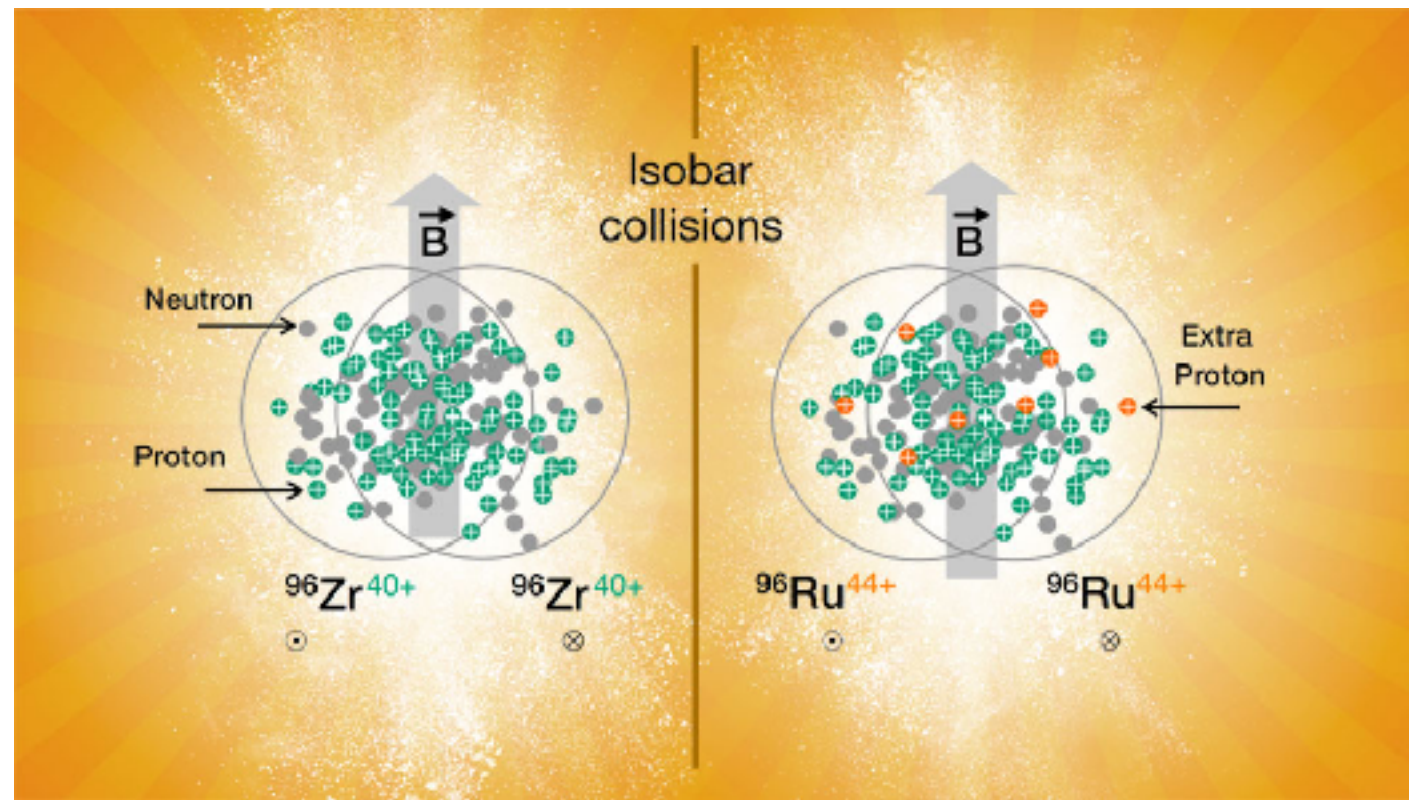 Isobar
collisions
B
Neutron
Proton
⁹⁶Zr⁴⁰⁺
⁹⁶Zr⁴⁰⁺
B
Extra
Proton
⁹⁶Ru⁴⁴⁺
⁹⁶Ru⁴⁴⁺